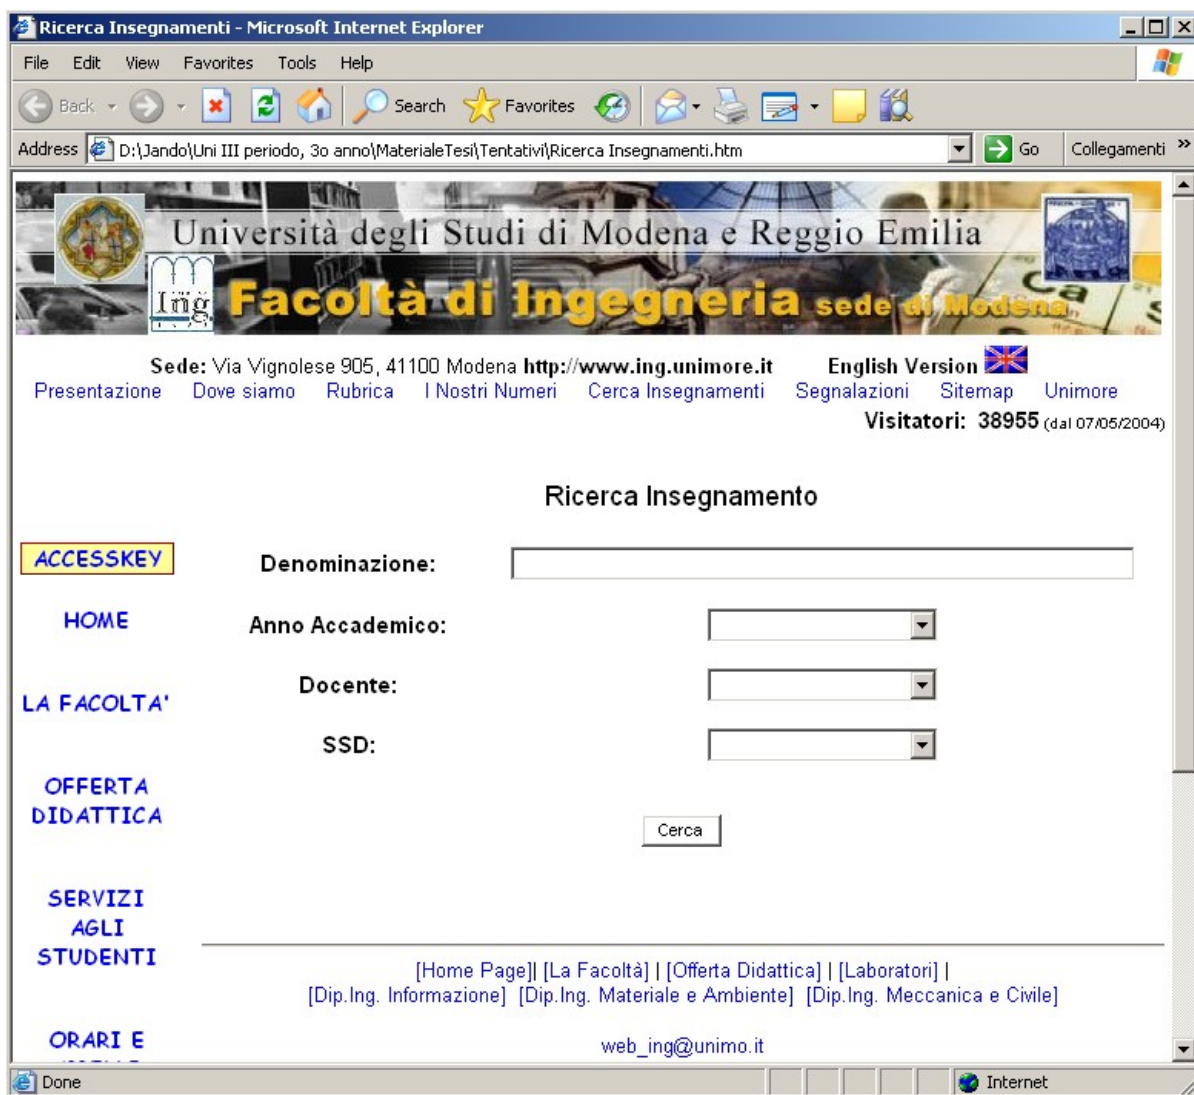 Ricerca Insegnamenti - Microsoft Internet Explorer
File Edit View Favorites Tools Help
Back Search Favorites
Address D:\Jando\Uni III periodo, 3o anno\MaterialeTesi\Tentativi\Ricerca Insegnamenti.htm Go Collegamenti »
Università degli Studi di Modena e Reggio Emilia
Ing
Facoltà di Ingegneria sede di Modena
Sede: Via Vignolese 905, 41100 Modena http://www.ing.unimore.it English Version
Presentazione Dove siamo Rubrica I Nostri Numeri Cerca Insegnamenti Segnalazioni Sitemap Unimore
Visitatori: 38955 (dal 07/05/2004)
Ricerca Insegnamento
ACCESSKEY
Denominazione:
HOME
Anno Accademico:
Docente:
LA FACOLTA'
SSD:
OFFERTA
DIDATTICA
Cerca
SERVIZI
AGLI
STUDENTI
[Home Page]| [La Facoltà] | [Offerta Didattica] | [Laboratori] |
[Dip.Ing. Informazione] [Dip.Ing. Materiale e Ambiente] [Dip.Ing. Meccanica e Civile]
ORARI E
web_ing@unimo.it
Done Internet